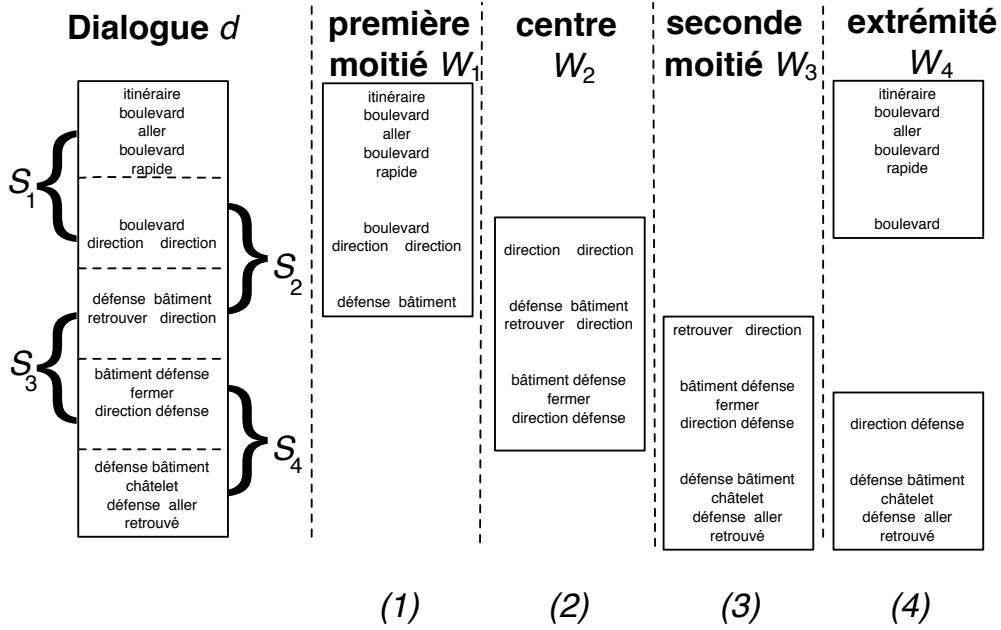 Dialogue d
première
moitié W1
centre
W2
seconde
moitié W3
extrémité
W4
itinéraire
boulevard
aller
boulevard
rapide
boulevard
direction direction
défense bâtiment
retrouver direction
bâtiment défense
fermer
direction défense
défense bâtiment
châtelet
défense aller
retrouvé
S1
S2
S3
S4
itinéraire
boulevard
aller
boulevard
rapide
boulevard
direction direction
défense bâtiment
direction direction
défense bâtiment
retrouver direction
bâtiment défense
fermer
direction défense
retrouver direction
bâtiment défense
fermer
direction défense
défense bâtiment
châtelet
défense aller
retrouvé
itinéraire
boulevard
aller
boulevard
rapide
boulevard
direction défense
défense bâtiment
châtelet
défense aller
retrouvé
(1)
(2)
(3)
(4)